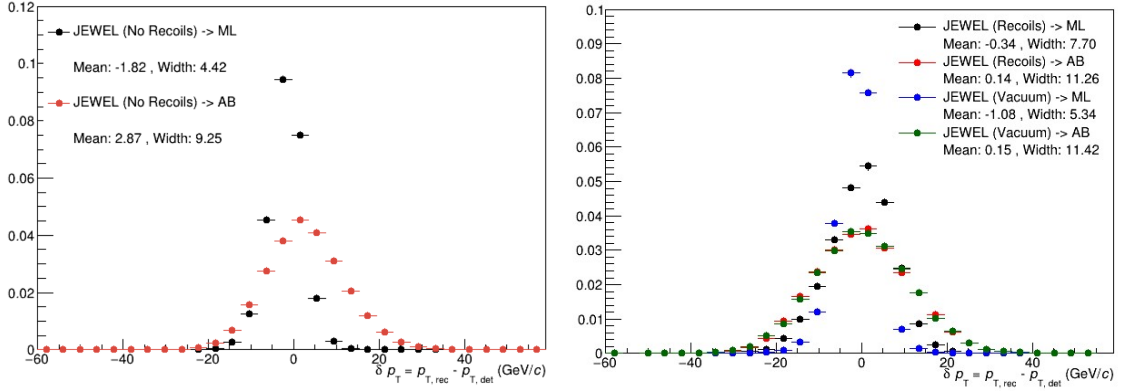 0.12
0.1
0.08
0.06
0.04
0.02
0
JEWEL (No Recoils) -> ML
Mean: -1.82 , Width: 4.42
JEWEL (No Recoils) -> AB
Mean: 2.87 , Width: 9.25
−60 −40 −20 0 20 40
δ pT = pT, rec - pT, det (GeV/c)
0.1
0.09
0.08
0.07
0.06
0.05
0.04
0.03
0.02
0.01
0
JEWEL (Recoils) -> ML
Mean: -0.34 , Width: 7.70
JEWEL (Recoils) -> AB
Mean: 0.14 , Width: 11.26
JEWEL (Vacuum) -> ML
Mean: -1.08 , Width: 5.34
JEWEL (Vacuum) -> AB
Mean: 0.15 , Width: 11.42
−60 −40 −20 0 20 40
δ pT = pT, rec - pT, det (GeV/c)